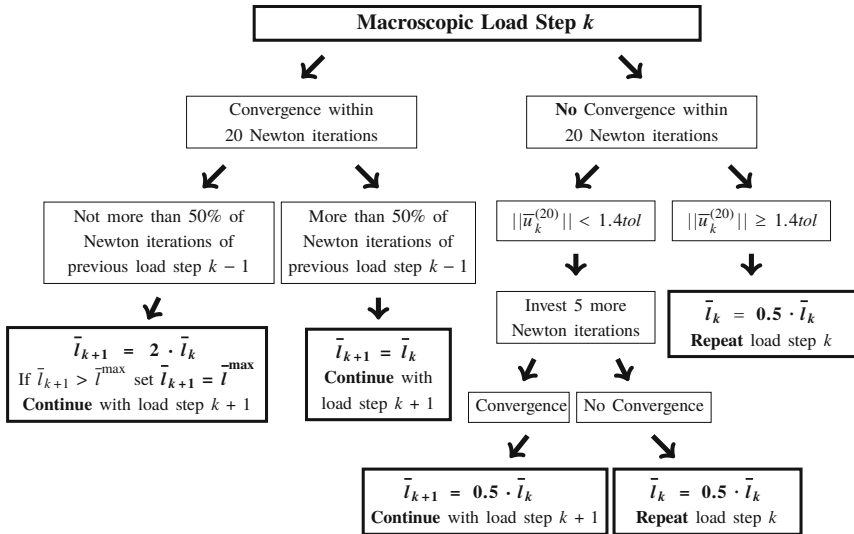 Macroscopic Load Step k
Convergence within
20 Newton iterations
No Convergence within
20 Newton iterations
Not more than 50% of
Newton iterations of
previous load step k − 1
More than 50% of
Newton iterations of
previous load step k − 1
||u̅_k^(20)|| < 1.4tol
||u̅_k^(20)|| ≥ 1.4tol
Invest 5 more
Newton iterations
l̅_k = 0.5 · l̅_k
Repeat load step k
l̅_{k+1} = 2 · l̅_k
If l̅_{k+1} > l̅^max set l̅_{k+1} = l̅^max
Continue with load step k + 1
l̅_{k+1} = l̅_k
Continue with
load step k + 1
Convergence
No Convergence
l̅_{k+1} = 0.5 · l̅_k
Continue with load step k + 1
l̅_k = 0.5 · l̅_k
Repeat load step k